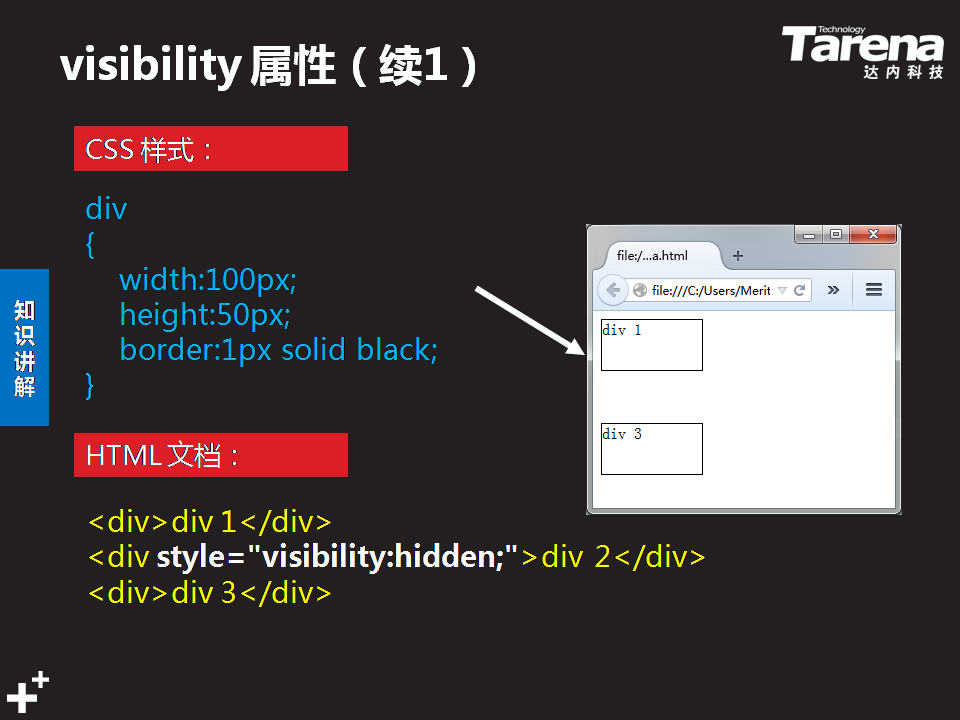 visibility 属性（续1）
Technology
Tarena
达内科技
CSS 样式：
div
{
width:100px;
height:50px;
border:1px solid black;
}
知识讲解
file:/...a.html
file:///C:/Users/Merit
div 1
div 3
HTML 文档：
<div>div 1</div>
<div style="visibility:hidden;">div 2</div>
<div>div 3</div>